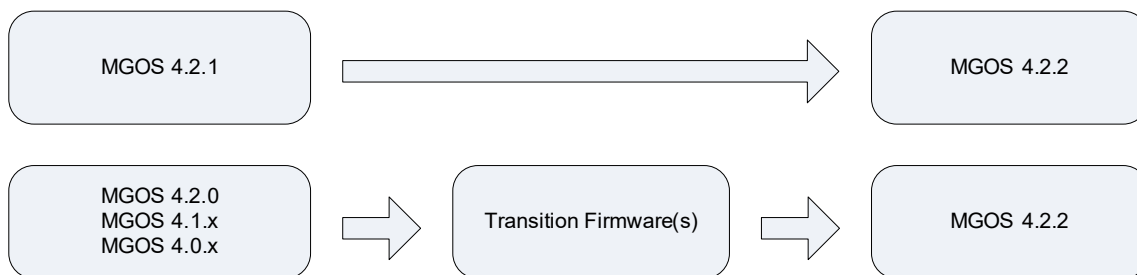 MGOS 4.2.1
MGOS 4.2.2
MGOS 4.2.0
MGOS 4.1.x
MGOS 4.0.x
Transition Firmware(s)
MGOS 4.2.2